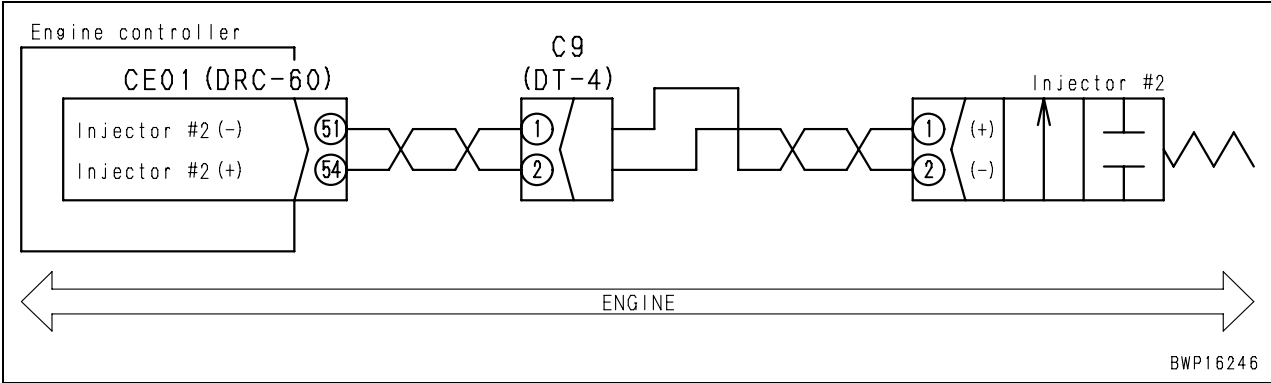 Engine controller
CE01 (DRC-60)
Injector #2 (-)
Injector #2 (+)
51
54
C9
(DT-4)
1
2
Injector #2
1 (+)
2 (-)
ENGINE
BWP16246